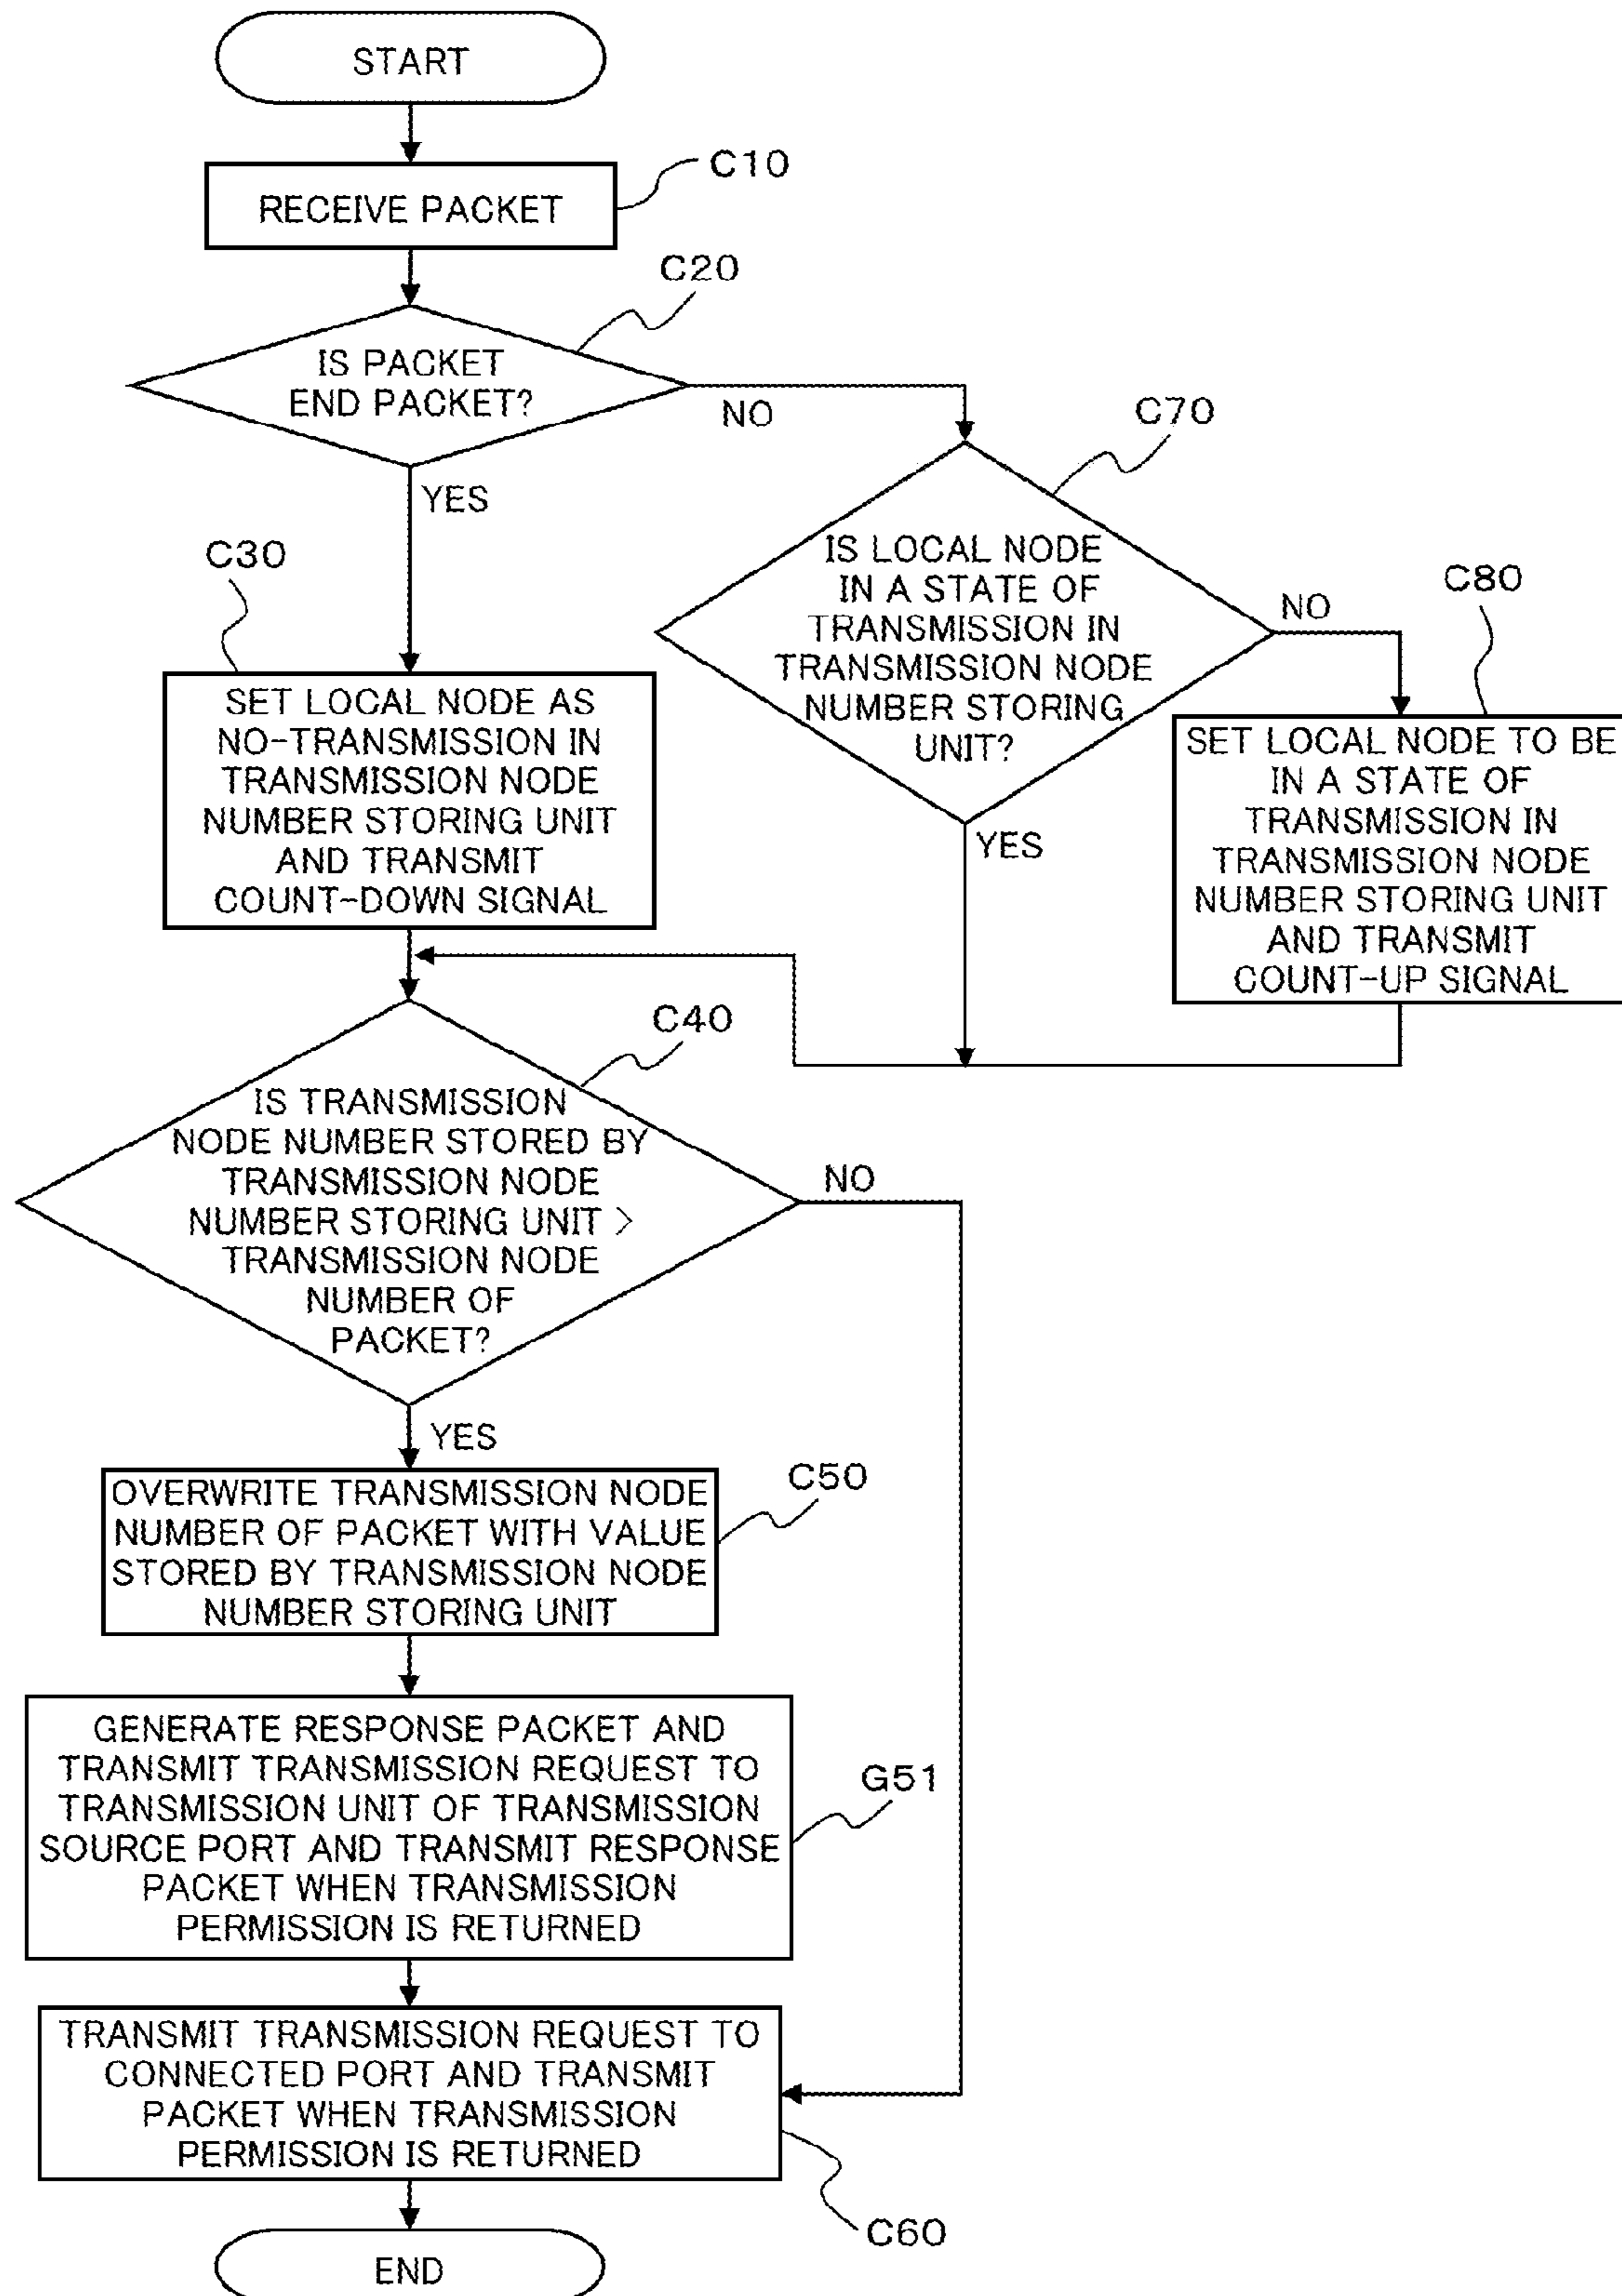 START
C10
RECEIVE PACKET
C20
IS PACKET
END PACKET?
NO
YES
C70
IS LOCAL NODE
IN A STATE OF
TRANSMISSION IN
TRANSMISSION NODE
NUMBER STORING
UNIT?
NO
YES
C80
SET LOCAL NODE TO BE
IN A STATE OF
TRANSMISSION IN
TRANSMISSION NODE
NUMBER STORING UNIT
AND TRANSMIT
COUNT-UP SIGNAL
C30
SET LOCAL NODE AS
NO-TRANSMISSION IN
TRANSMISSION NODE
NUMBER STORING UNIT
AND TRANSMIT
COUNT-DOWN SIGNAL
C40
IS TRANSMISSION
NODE NUMBER STORED BY
TRANSMISSION NODE
NUMBER STORING UNIT >
TRANSMISSION NODE
NUMBER OF
PACKET?
NO
YES
C50
OVERWRITE TRANSMISSION NODE
NUMBER OF PACKET WITH VALUE
STORED BY TRANSMISSION NODE
NUMBER STORING UNIT
G51
GENERATE RESPONSE PACKET AND
TRANSMIT TRANSMISSION REQUEST TO
TRANSMISSION UNIT OF TRANSMISSION
SOURCE PORT AND TRANSMIT RESPONSE
PACKET WHEN TRANSMISSION
PERMISSION IS RETURNED
TRANSMIT TRANSMISSION REQUEST TO
CONNECTED PORT AND TRANSMIT
PACKET WHEN TRANSMISSION
PERMISSION IS RETURNED
C60
END